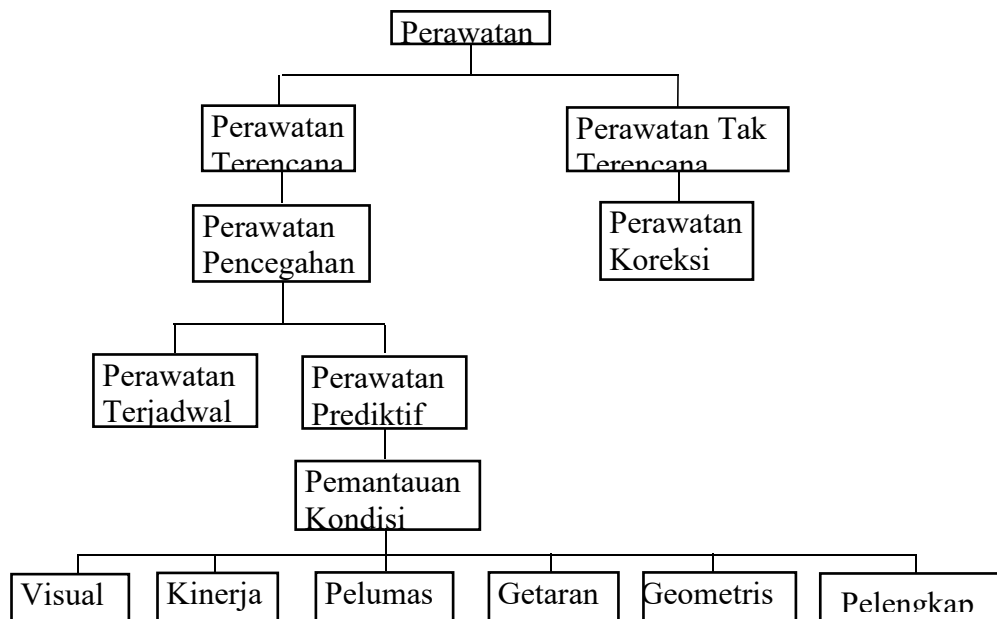 Perawatan
Perawatan
Terencana
Perawatan Tak
Terencana
Perawatan
Pencegahan
Perawatan
Koreksi
Perawatan
Terjadwal
Perawatan
Prediktif
Pemantauan
Kondisi
Visual
Kinerja
Pelumas
Getaran
Geometris
Pelengkap